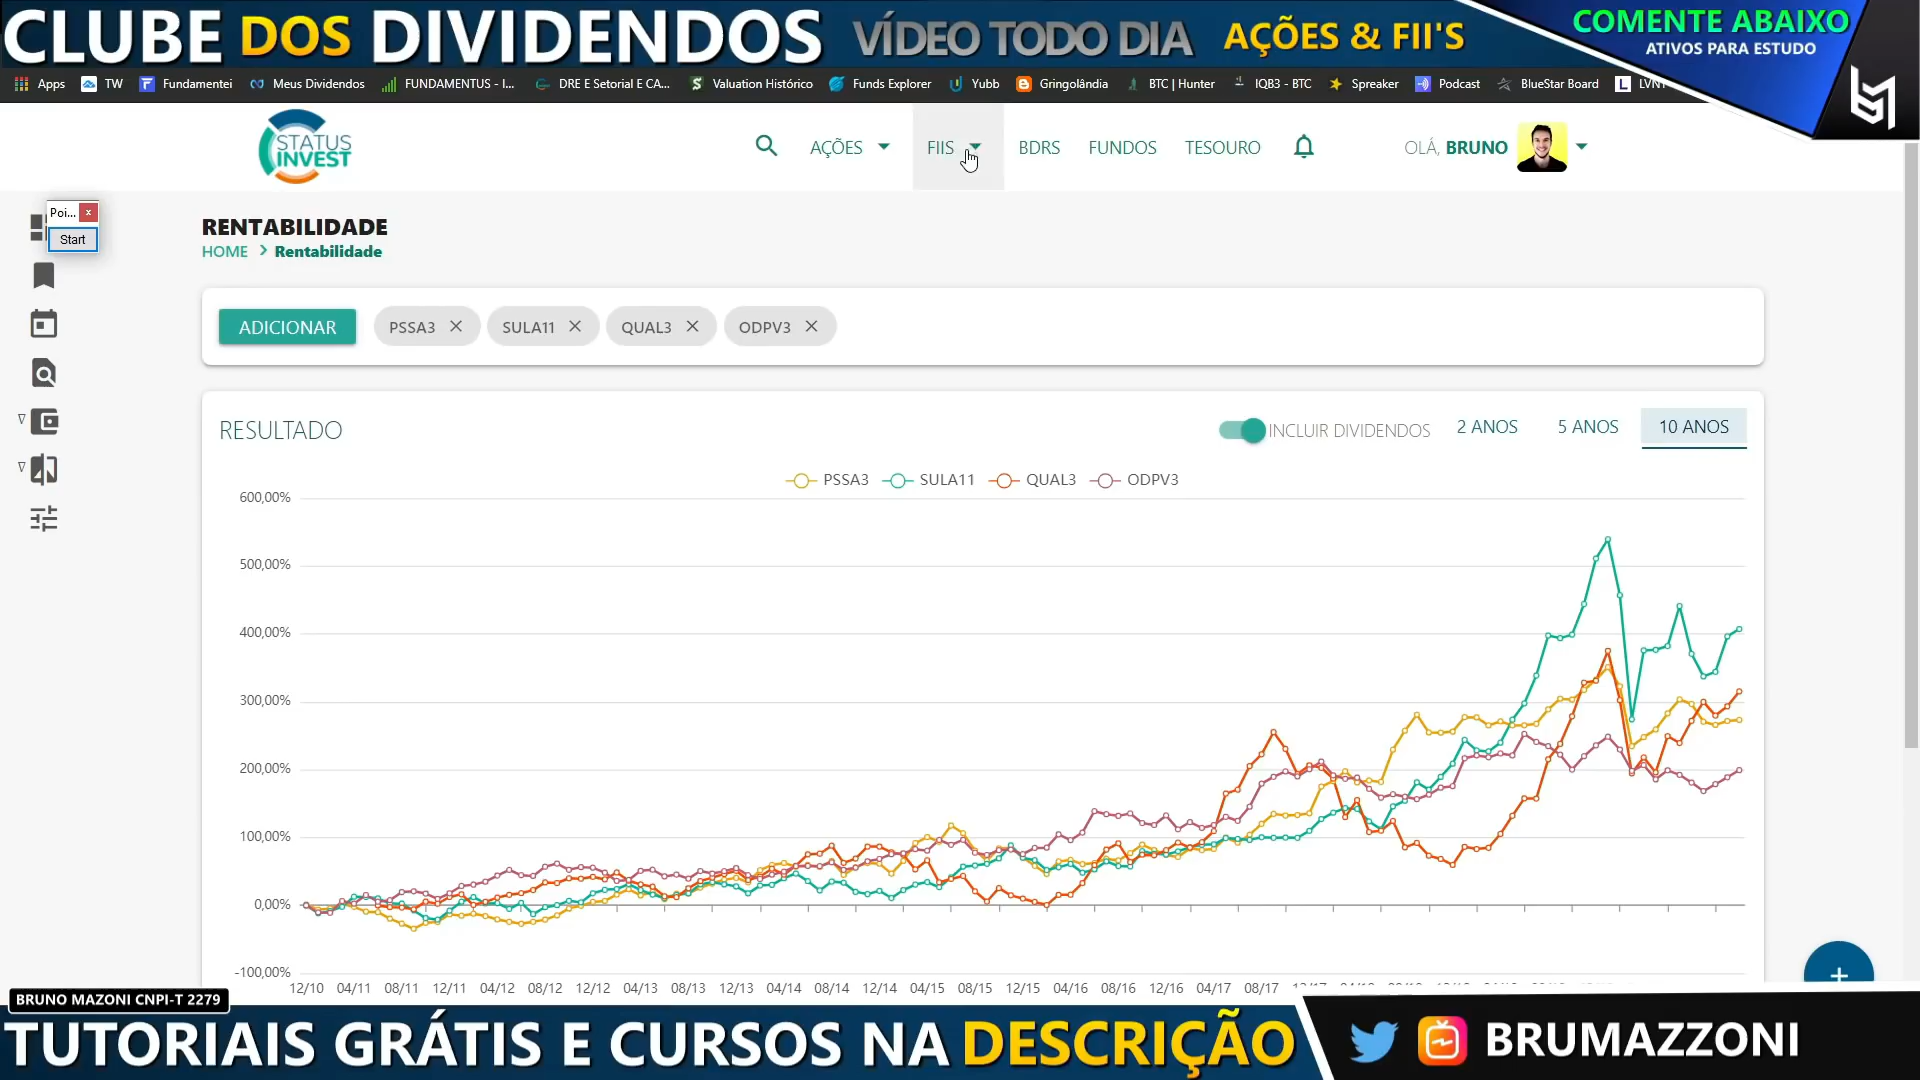 CLUBE DOS DIVIDENDOS VÍDEO TODO DIA AÇÕES & FII'S
COMENTE ABAIXO
ATIVOS PARA ESTUDO
Apps TW Fundamentei Meus Dividendos FUNDAMENTUS - I... DRE E Setorial E CA... Valuation Histórico Funds Explorer Yubb Gringolândia BTC | Hunter IQB3 - BTC Spreaker Podcast BlueStar Board
STATUS
INVEST
AÇÕES FIIS BDRS FUNDOS TESOURO OLÁ, BRUNO
Poi... x
Start
RENTABILIDADE
HOME > Rentabilidade
ADICIONAR PSSA3 SULA11 QUAL3 ODPV3
RESULTADO
INCLUIR DIVIDENDOS 2 ANOS 5 ANOS 10 ANOS
PSSA3 SULA11 QUAL3 ODPV3
600,00%
500,00%
400,00%
300,00%
200,00%
100,00%
0,00%
-100,00%
12/10 04/11 08/11 12/11 04/12 08/12 12/12 04/13 08/13 12/13 04/14 08/14 12/14 04/15 08/15 12/15 04/16 08/16 12/16 04/17 08/17
+
BRUNO MAZONI CNPI-T 2279
TUTORIAIS GRÁTIS E CURSOS NA DESCRIÇÃO
BRUMAZZONI